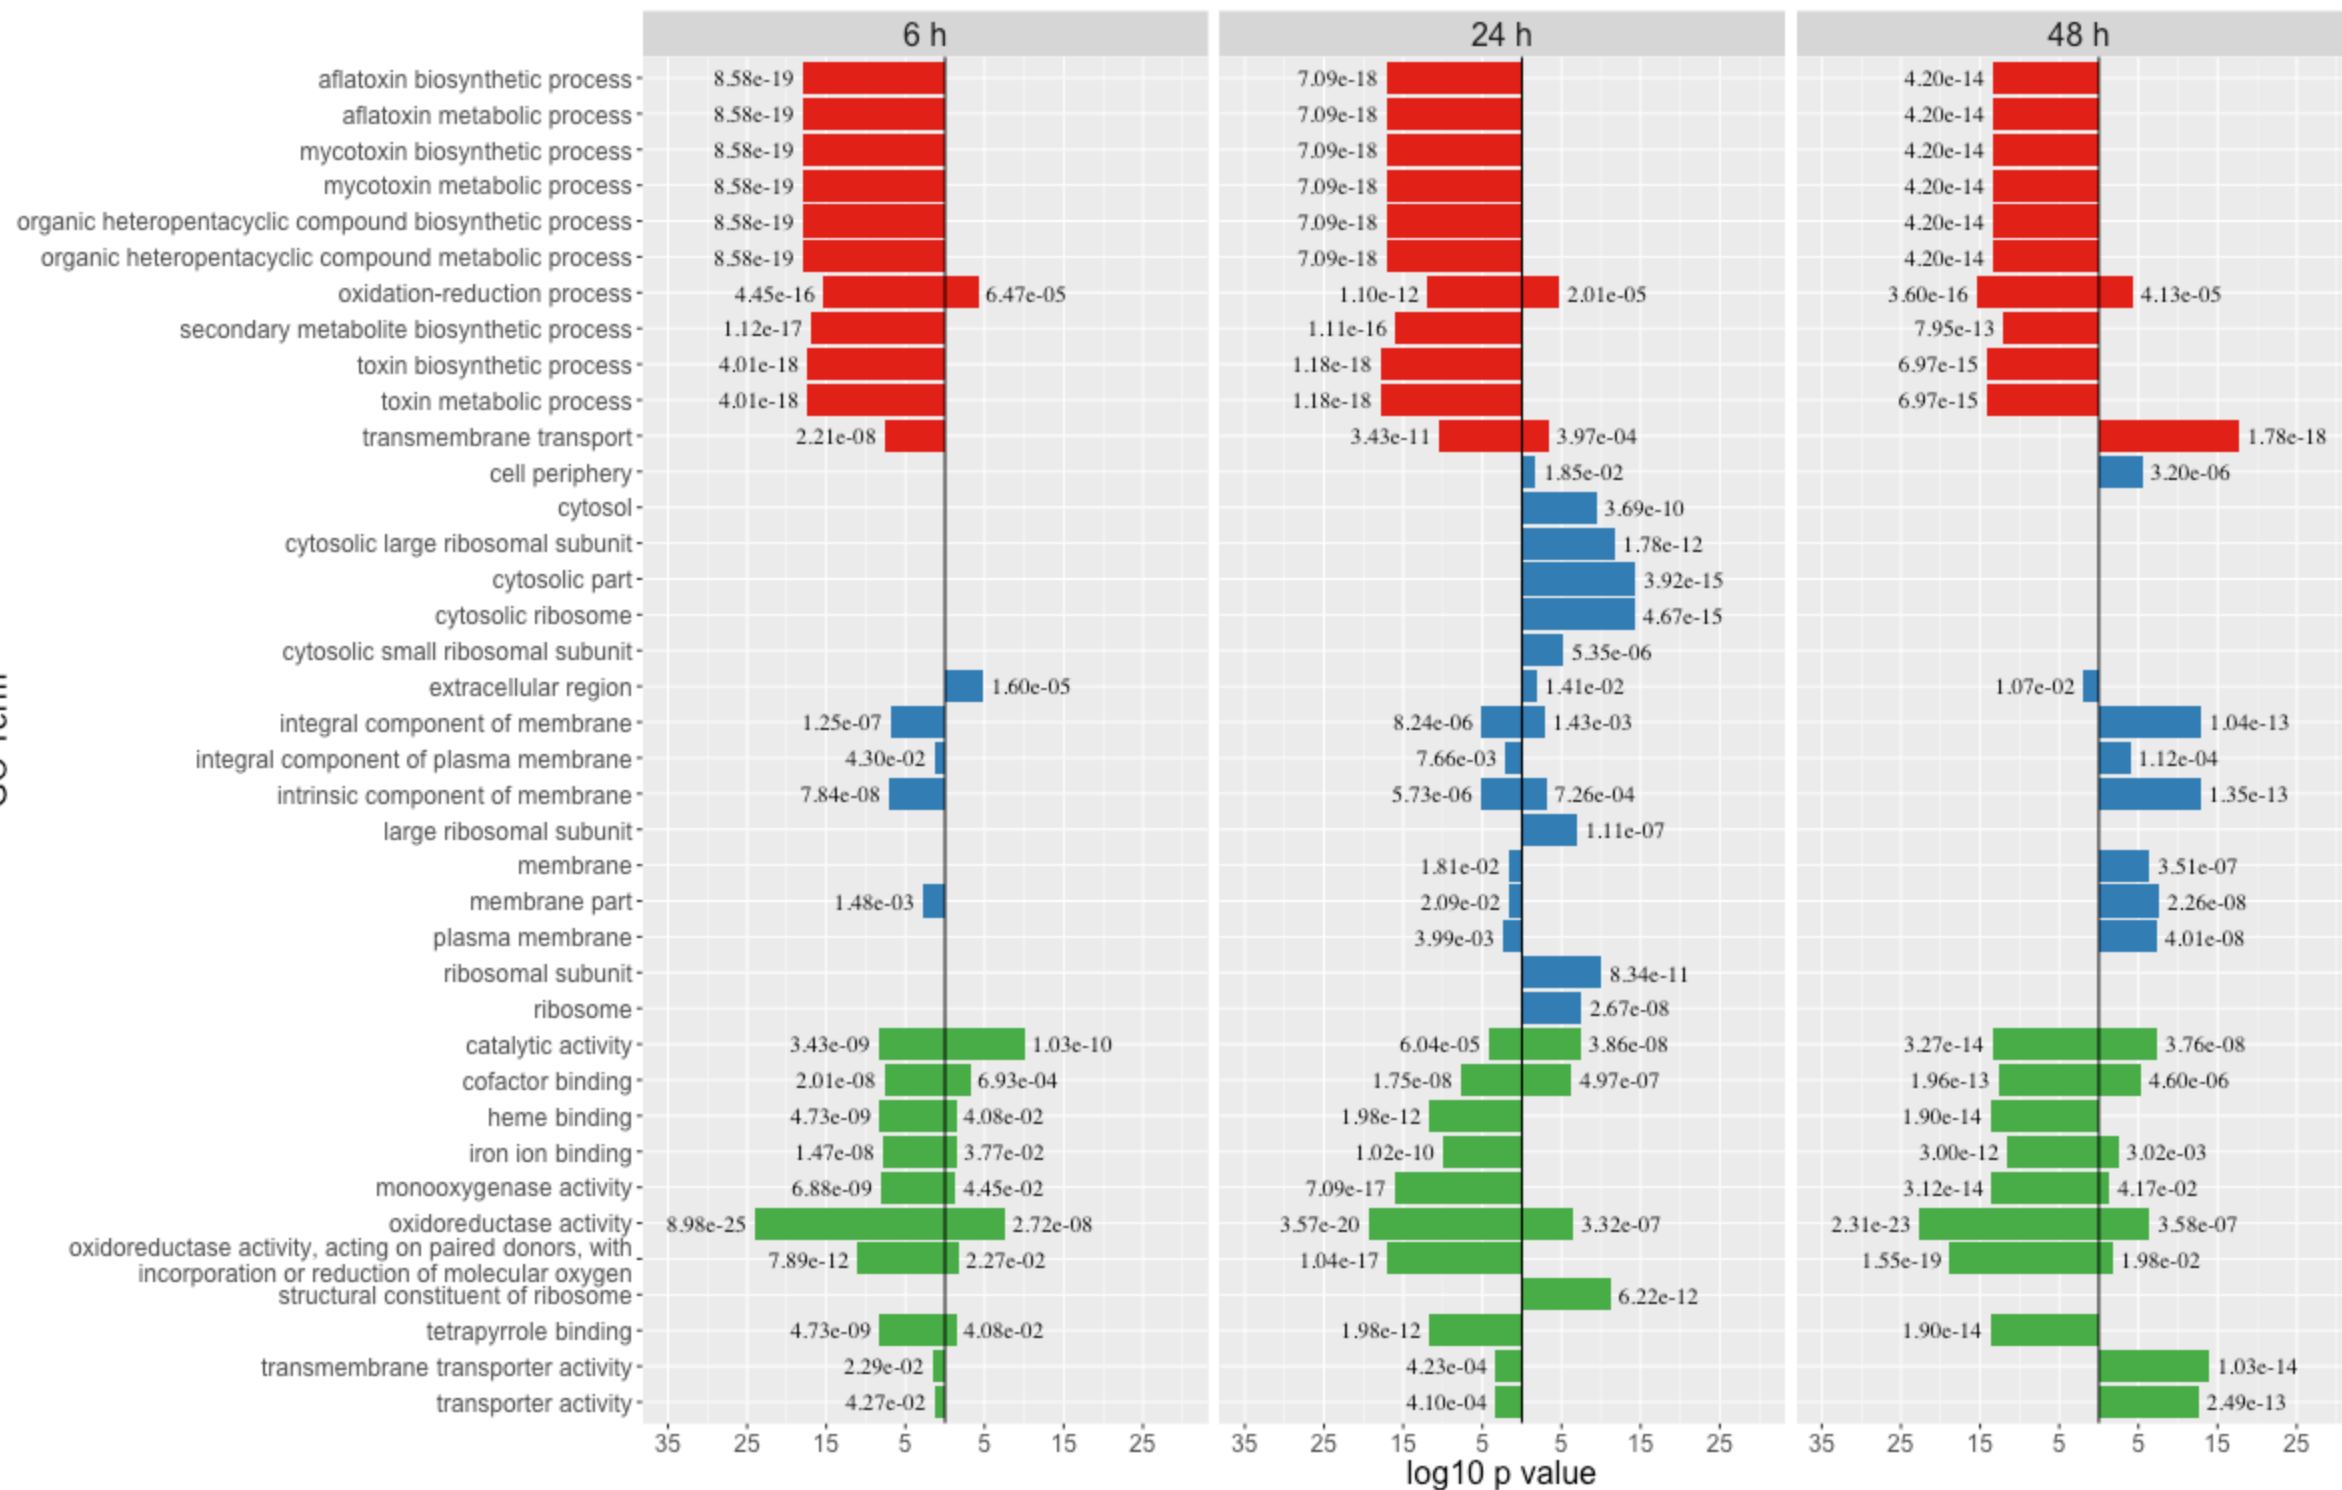 6 h 24 h 48 h
aflatoxin biosynthetic process 8.58e-19 7.09e-18 4.20e-14
aflatoxin metabolic process 8.58e-19 7.09e-18 4.20e-14
mycotoxin biosynthetic process 8.58e-19 7.09e-18 4.20e-14
mycotoxin metabolic process 8.58e-19 7.09e-18 4.20e-14
organic heteropentacyclic compound biosynthetic process 8.58e-19 7.09e-18 4.20e-14
organic heteropentacyclic compound metabolic process 8.58e-19 7.09e-18 4.20e-14
oxidation-reduction process 4.45e-16 6.47e-05 1.10e-12 2.01e-05 3.60e-16 4.13e-05
secondary metabolite biosynthetic process 1.12e-17 1.11e-16 7.95e-13
toxin biosynthetic process 4.01e-18 1.18e-18 6.97e-15
toxin metabolic process 4.01e-18 1.18e-18 6.97e-15
transmembrane transport 2.21e-08 3.43e-11 3.97e-04 1.78e-18
cell periphery 1.85e-02 3.20e-06
cytosol 3.69e-10
cytosolic large ribosomal subunit 1.78e-12
cytosolic part 3.92e-15
cytosolic ribosome 4.67e-15
cytosolic small ribosomal subunit 5.35e-06
extracellular region 1.60e-05 1.41e-02 1.07e-02
integral component of membrane 1.25e-07 8.24e-06 1.43e-03 1.04e-13
integral component of plasma membrane 4.30e-02 7.66e-03 1.12e-04
intrinsic component of membrane 7.84e-08 5.73e-06 7.26e-04 1.35e-13
large ribosomal subunit 1.11e-07
membrane 1.81e-02 3.51e-07
membrane part 1.48e-03 2.09e-02 2.26e-08
plasma membrane 3.99e-03 4.01e-08
ribosomal subunit 8.34e-11
ribosome 2.67e-08
catalytic activity 3.43e-09 1.03e-10 6.04e-05 3.86e-08 3.27e-14 3.76e-08
cofactor binding 2.01e-08 6.93e-04 1.75e-08 4.97e-07 1.96e-13 4.60e-06
heme binding 4.73e-09 4.08e-02 1.98e-12 1.90e-14
iron ion binding 1.47e-08 3.77e-02 1.02e-10 3.00e-12 3.02e-03
monooxygenase activity 6.88e-09 4.45e-02 7.09e-17 3.12e-14 4.17e-02
oxidoreductase activity 8.98e-25 2.72e-08 3.57e-20 3.32e-07 2.31e-23 3.58e-07
oxidoreductase activity, acting on paired donors, with
incorporation or reduction of molecular oxygen 7.89e-12 2.27e-02 1.04e-17 1.55e-19 1.98e-02
structural constituent of ribosome 6.22e-12
tetrapyrrole binding 4.73e-09 4.08e-02 1.98e-12 1.90e-14
transmembrane transporter activity 2.29e-02 4.23e-04 1.03e-14
transporter activity 4.27e-02 4.10e-04 2.49e-13
35 25 15 5 5 15 25 35 25 15 5 5 15 25 35 25 15 5 5 15 25
log10 p value